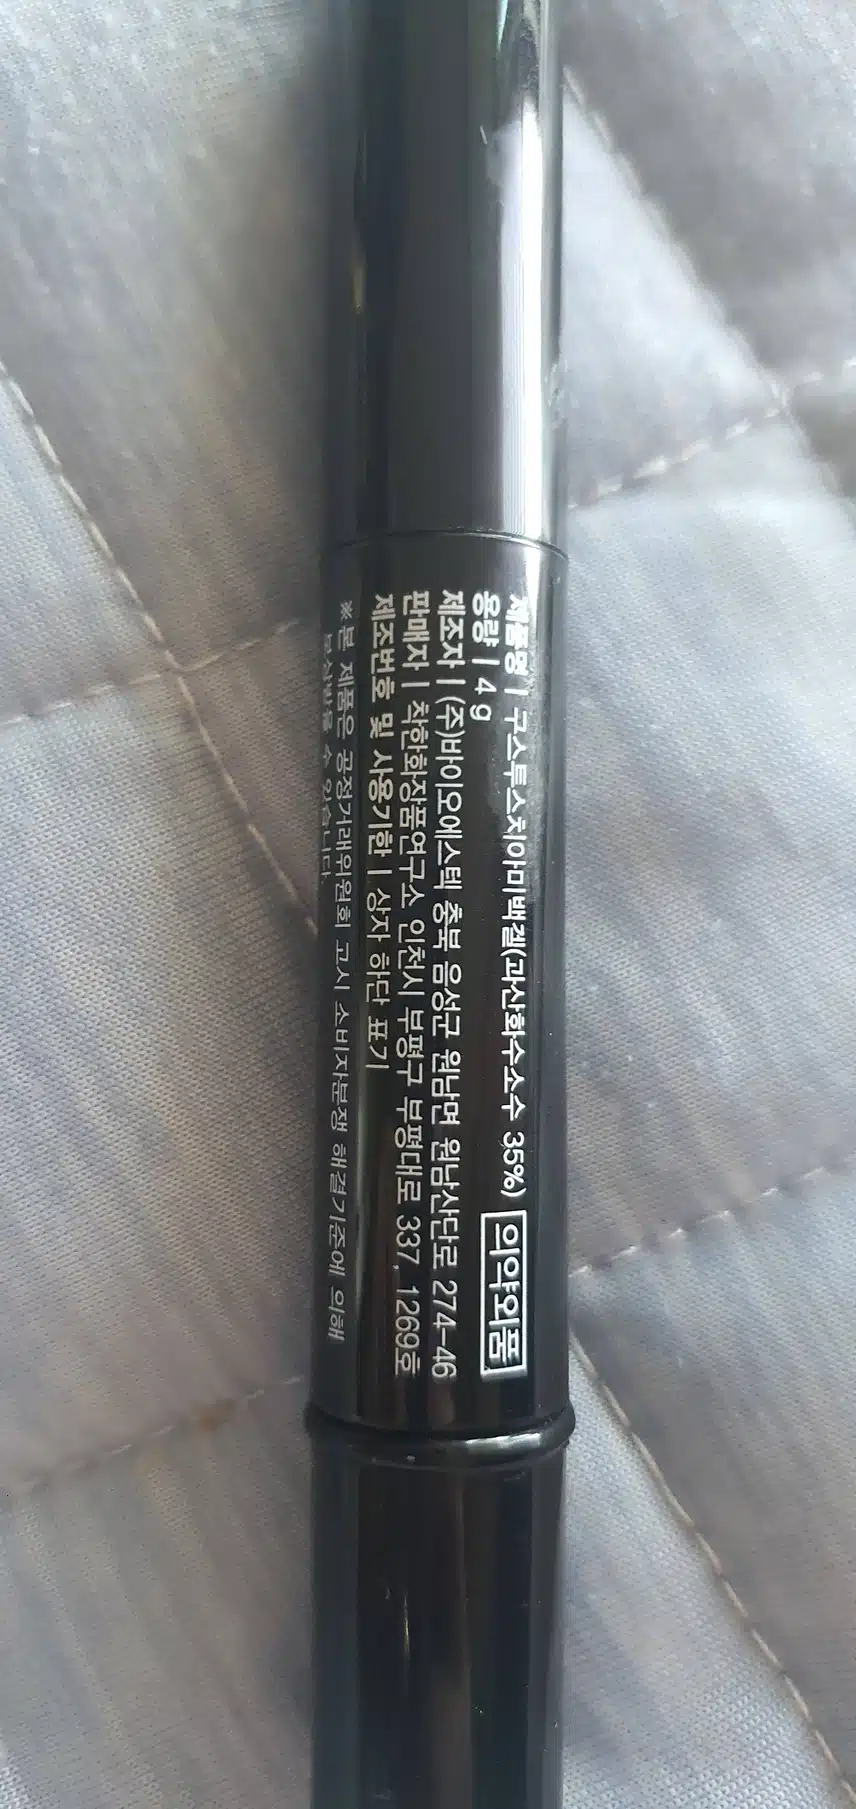 제품명 | 구스투스치아미백겔(과산화수소수 35%) 의약외품
용량 | 4g
제조자 | (주)바이오에스텍 충북 음성군 원남면 원남산단로 274-46
판매자 | 착한화장품연구소 인천시 부평구 부평대로 337, 1269호
제조번호 및 사용기한 | 상자 하단 표기
※본 제품은 공정거래위원회 고시 소비자분쟁 해결기준에 의해
보상받을 수 있습니다.